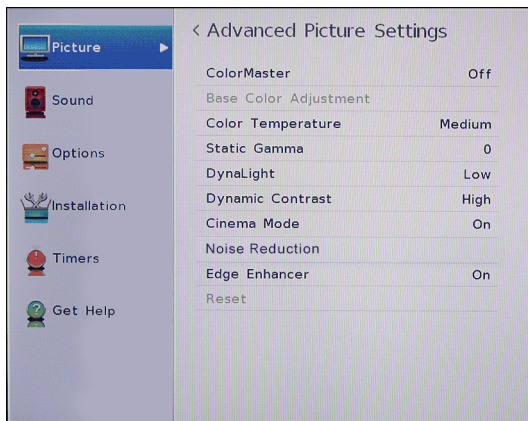 Picture
Sound
Options
Installation
Timers
Get Help
< Advanced Picture Settings
ColorMaster Off
Base Color Adjustment
Color Temperature Medium
Static Gamma 0
DynaLight Low
Dynamic Contrast High
Cinema Mode On
Noise Reduction
Edge Enhancer On
Reset